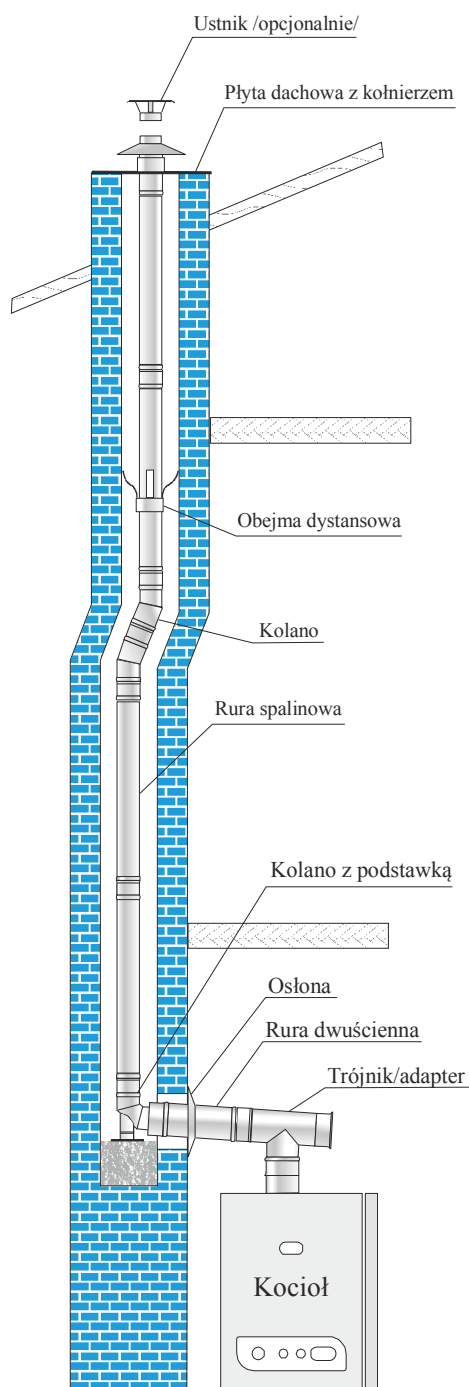 Ustnik /opcjonalnie/
Płyta dachowa z kołnierzem
Obejma dystansowa
Kolano
Rura spalinowa
Kolano z podstawką
Osłona
Rura dwuścienna
Trójnik/adapter
Kocioł